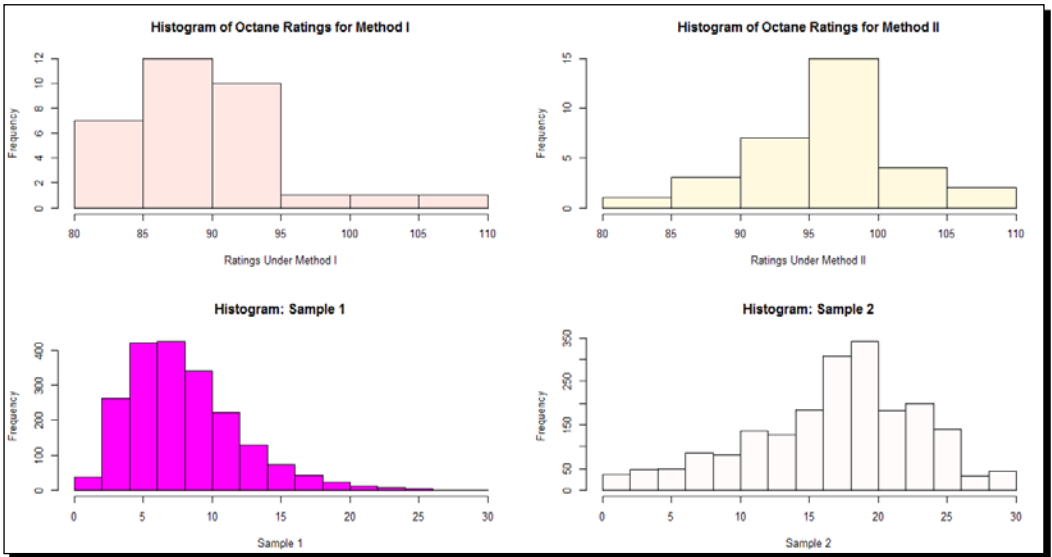 Histogram of Octane Ratings for Method I
Frequency
0 2 4 6 8 10 12
80 85 90 95 100 105 110
Ratings Under Method I
Histogram of Octane Ratings for Method II
Frequency
0 5 10 15
80 85 90 95 100 105 110
Ratings Under Method II
Histogram: Sample 1
Frequency
0 100 200 300 400
0 5 10 15 20 25 30
Sample 1
Histogram: Sample 2
Frequency
0 50 150 250 350
0 5 10 15 20 25 30
Sample 2